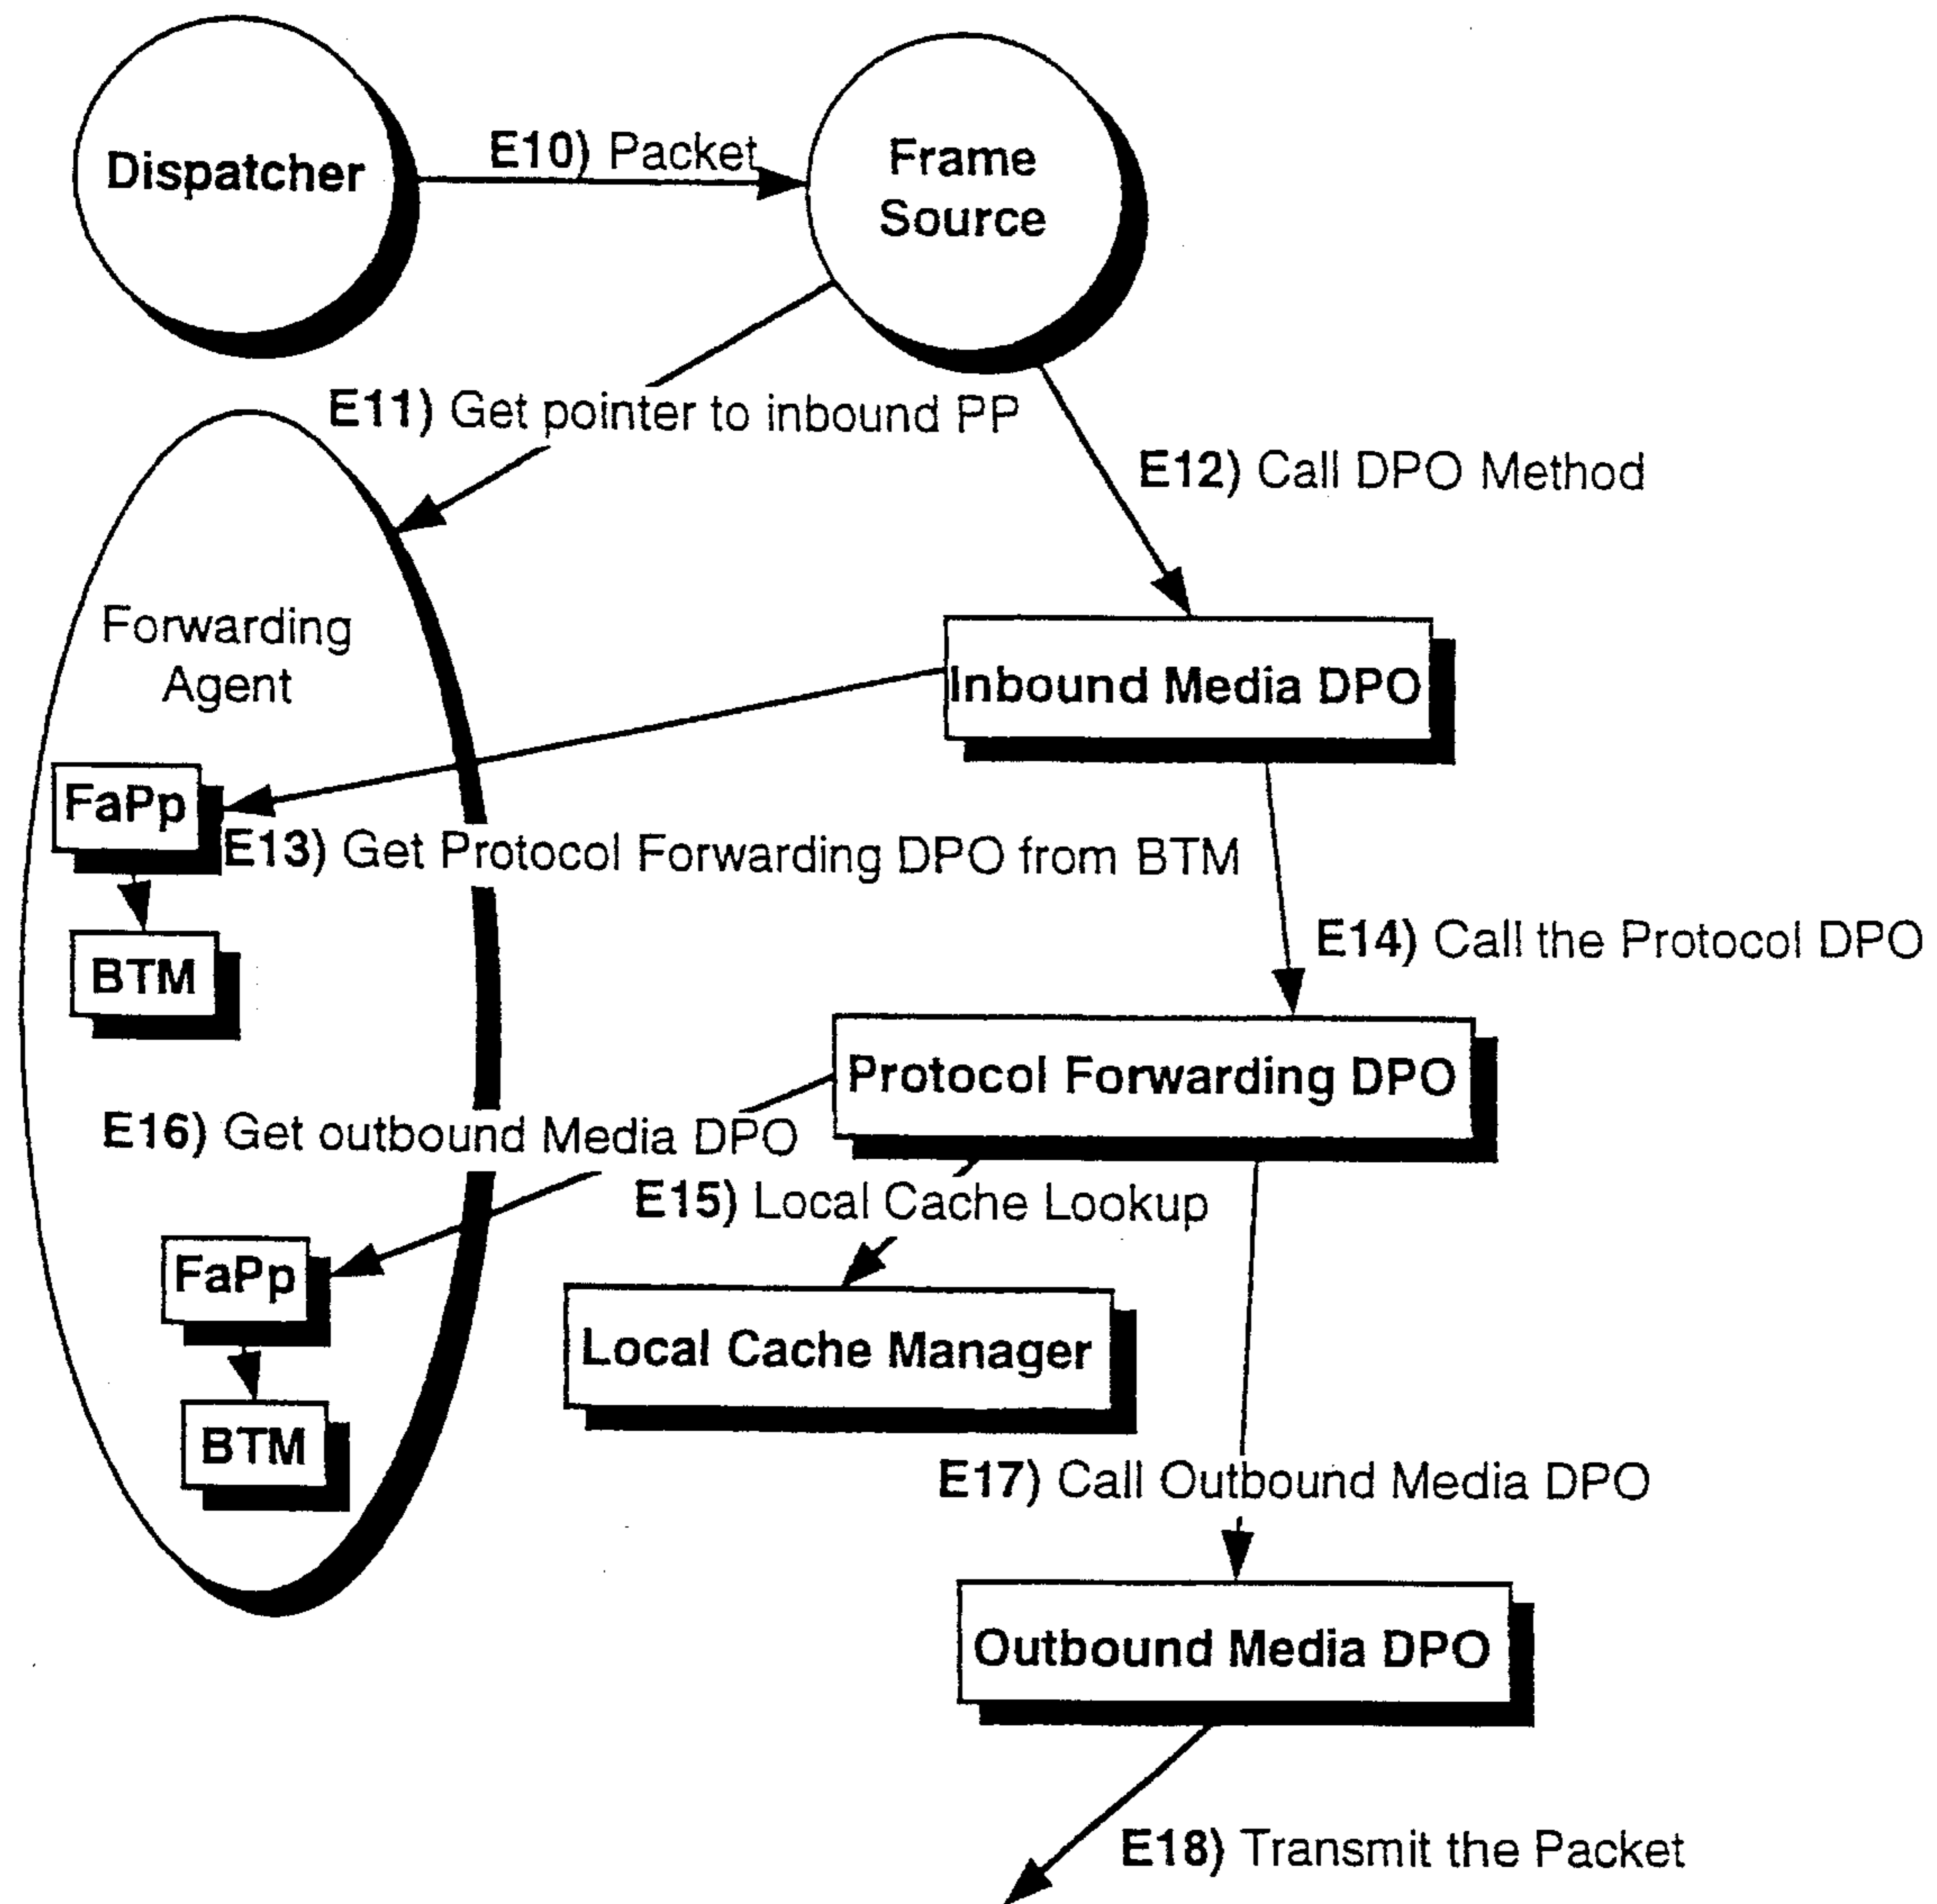 Dispatcher
E10) Packet
Frame
Source
E11) Get pointer to inbound PP
E12) Call DPO Method
Forwarding
Agent
Inbound Media DPO
FaPp
E13) Get Protocol Forwarding DPO from BTM
E14) Call the Protocol DPO
BTM
Protocol Forwarding DPO
E16) Get outbound Media DPO
E15) Local Cache Lookup
FaPp
Local Cache Manager
BTM
E17) Call Outbound Media DPO
Outbound Media DPO
E18) Transmit the Packet